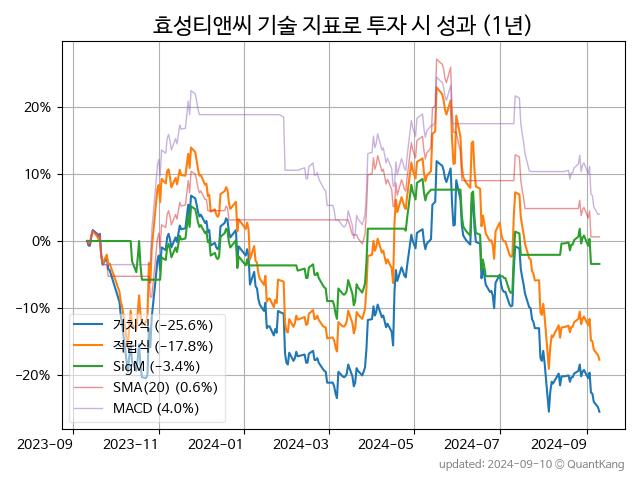 효성티앤씨 기술 지표로 투자 시 성과 (1년)
20%
10%
0%
−10%
−20%
거치식 (−25.6%)
적립식 (−17.8%)
SigM (−3.4%)
SMA(20) (0.6%)
MACD (4.0%)
2023-09 2023-11 2024-01 2024-03 2024-05 2024-07 2024-09
updated: 2024-09-10 © QuantKang